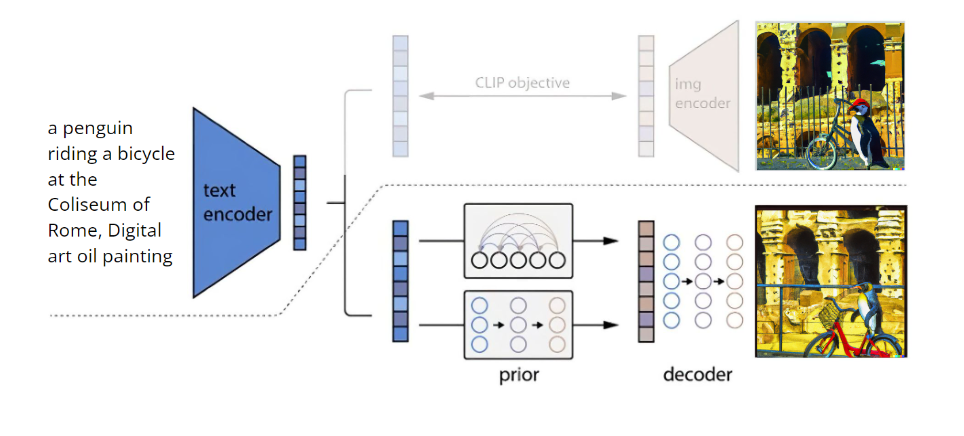 a penguin
riding a bicycle
at the
Coliseum of
Rome, Digital
art oil painting
text
encoder
CLIP objective
img
encoder
prior
decoder